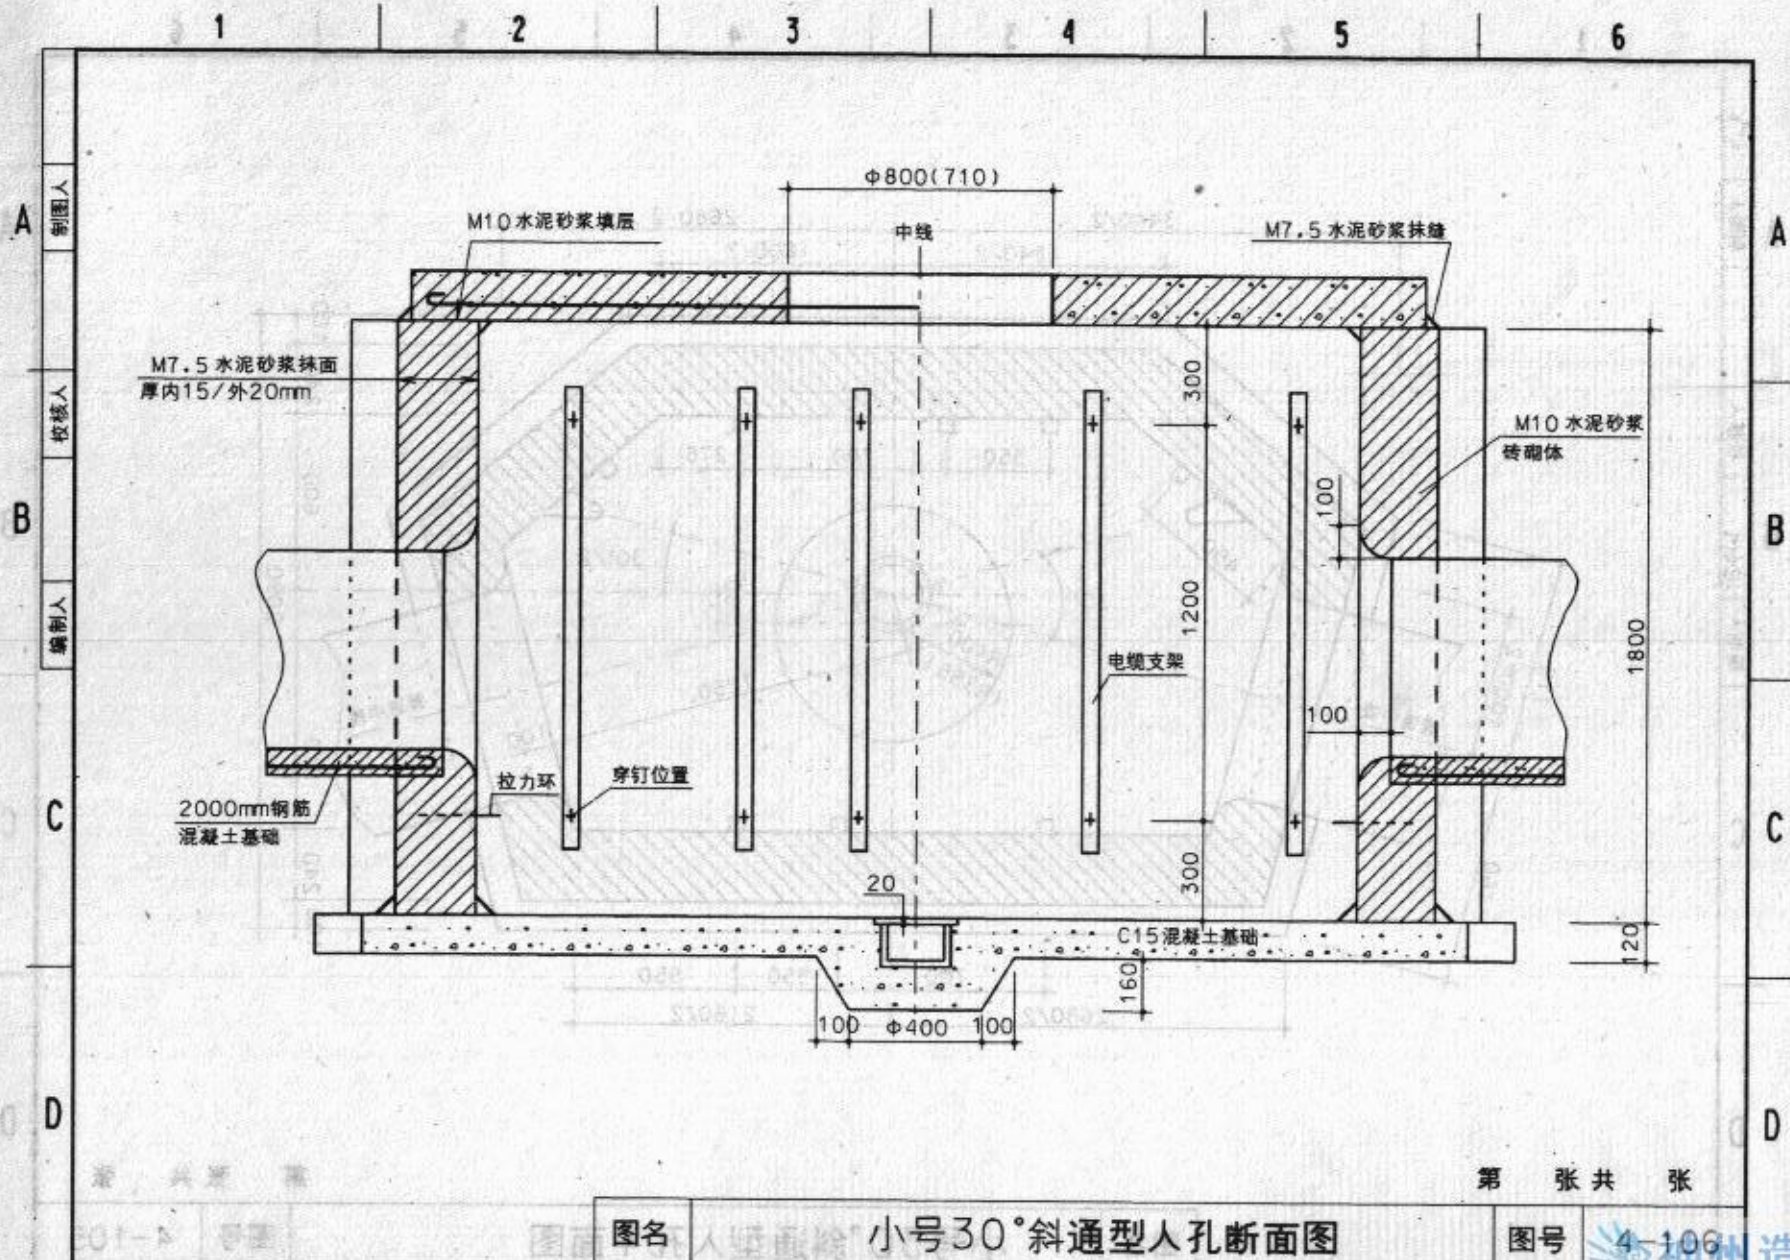 1 2 3 4 5 6
A
制图人
Φ800(710)
M10水泥砂浆填层
中线
M7.5水泥砂浆抹缝
A
M7.5水泥砂浆抹面
厚内15/外20mm
300
校核人
M10水泥砂浆
砖砌体
100
B
B
编制人
1200
1800
电缆支架
100
拉力环
穿钉位置
2000mm钢筋
混凝土基础
C
C
300
20
C15混凝土基础
120
160
100 Φ400 100
D
D
第 张共 张
图名
小号30°斜通型人孔断面图
图号
4-106